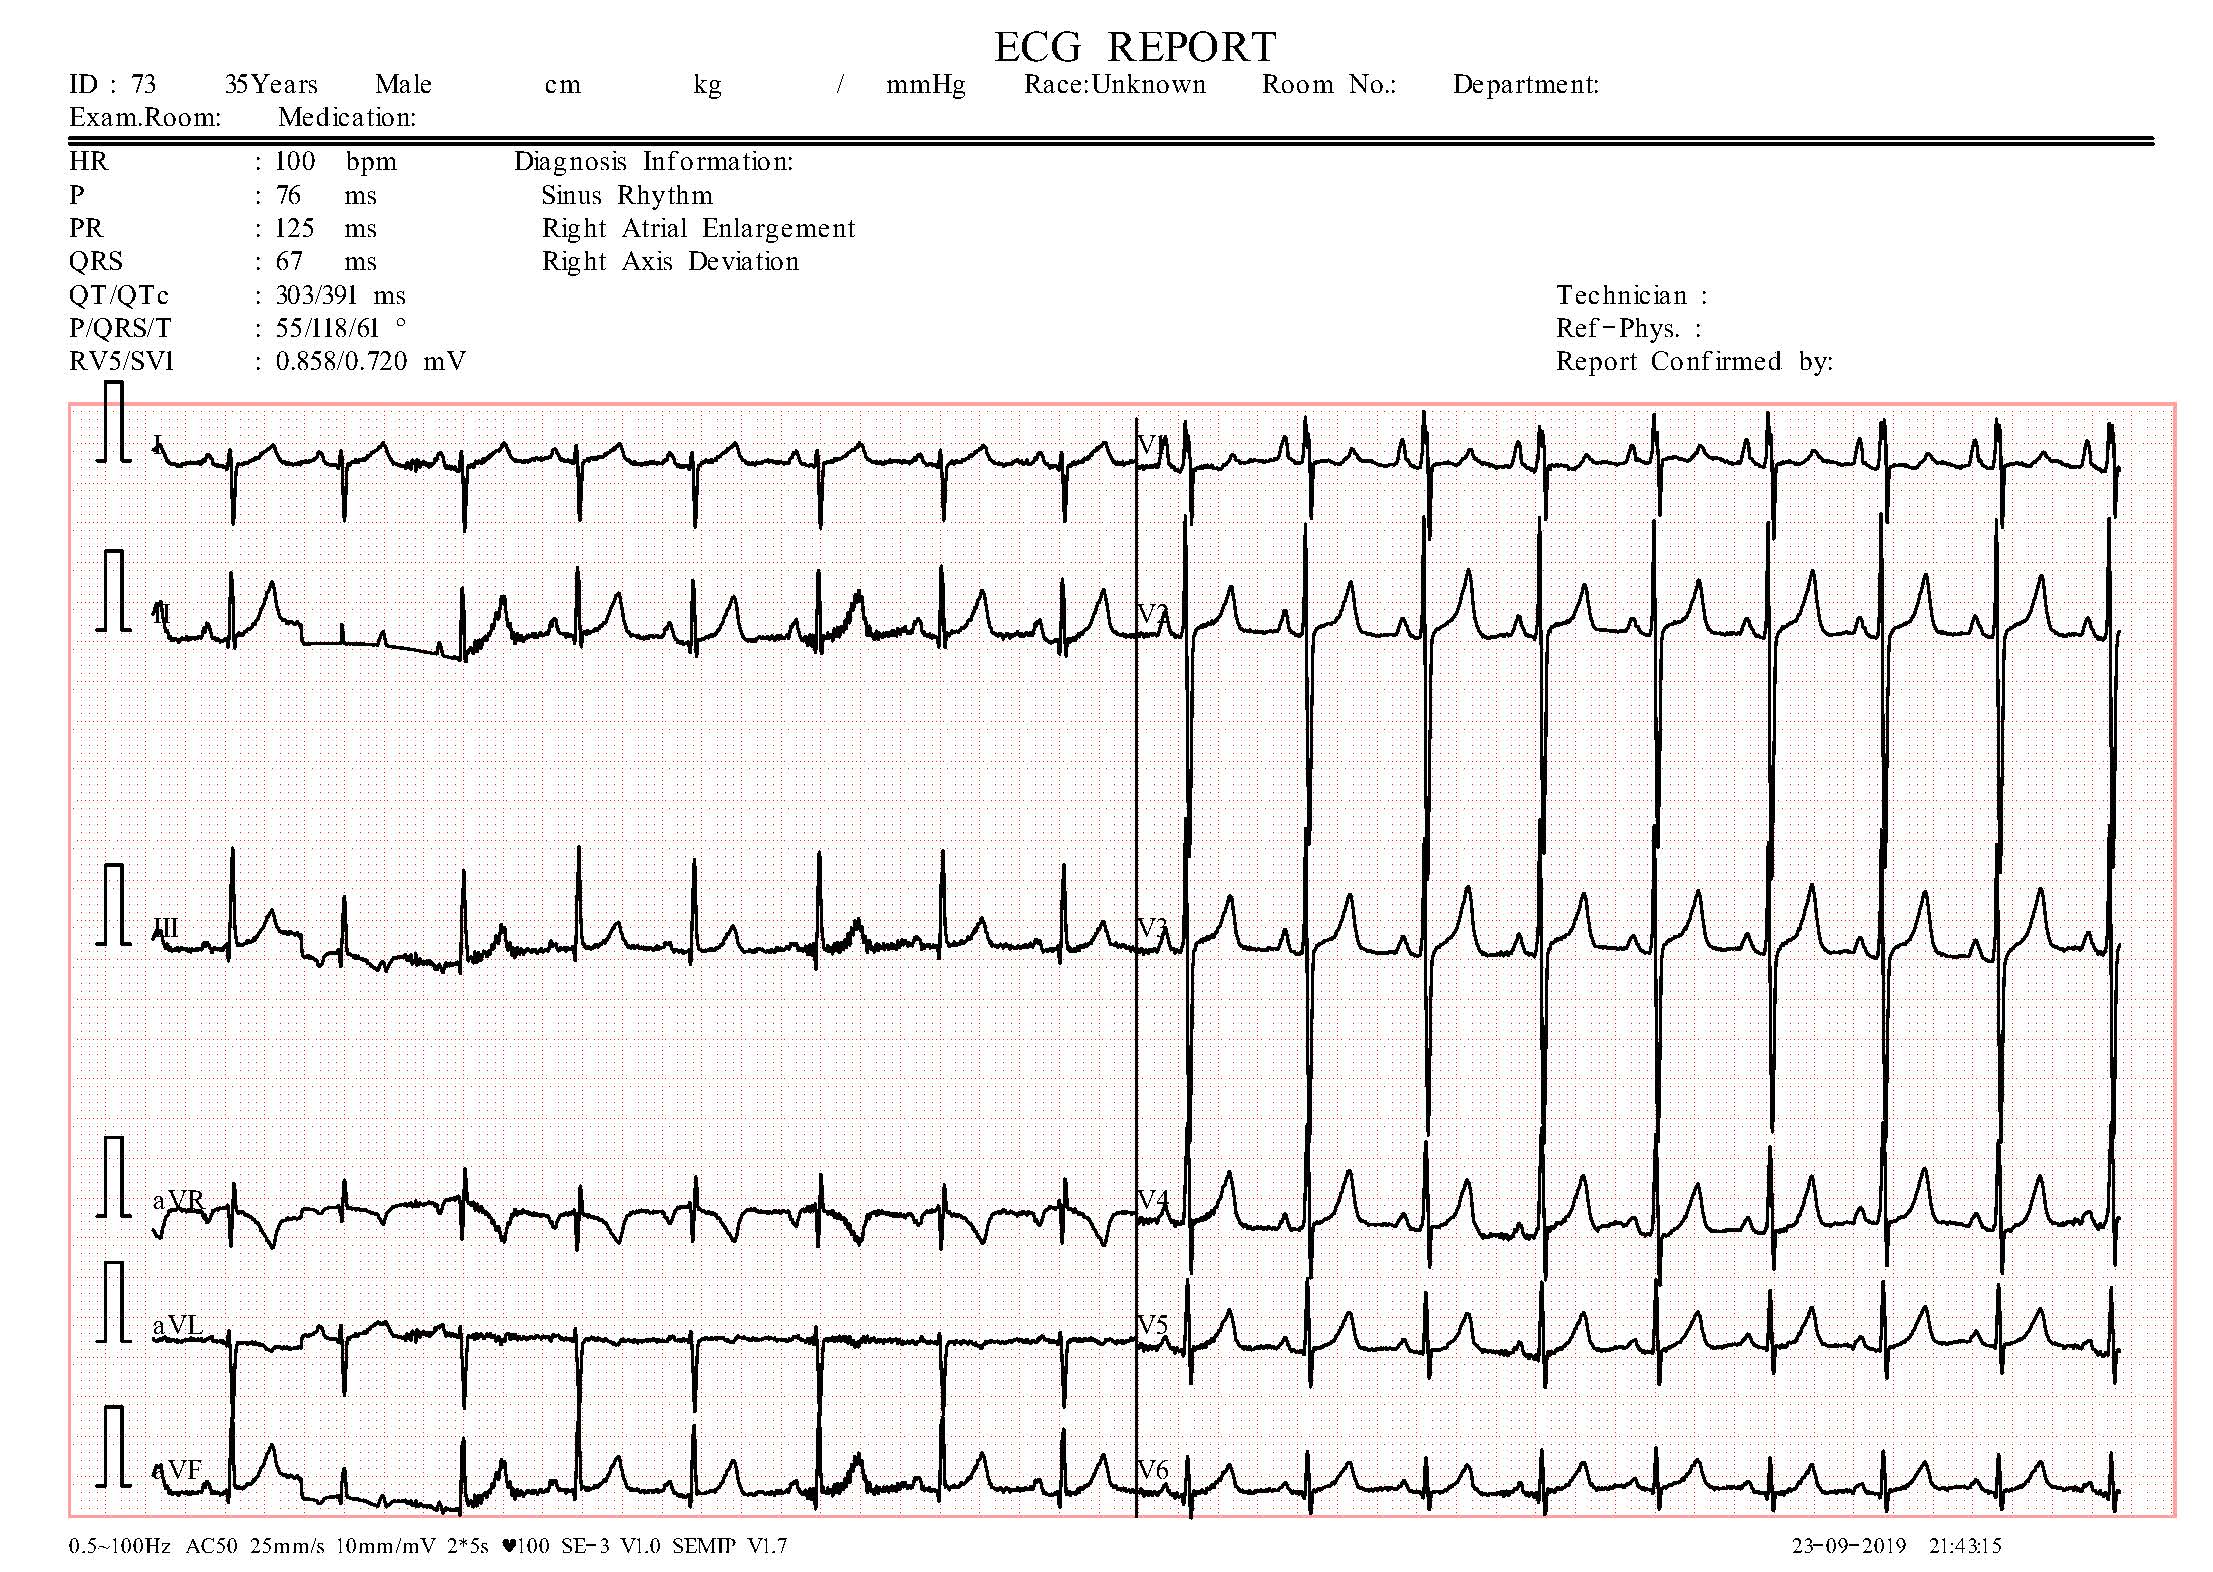 ECG REPORT
ID : 73 35Years Male cm kg / mmHg Race:Unknown Room No.: Department:
Exam.Room: Medication:
HR : 100 bpm Diagnosis Information:
P : 76 ms Sinus Rhythm
PR : 125 ms Right Atrial Enlargement
QRS : 67 ms Right Axis Deviation
QT/QTc : 303/391 ms Technician :
P/QRS/T : 55/118/61 ° Ref-Phys. :
RV5/SV1 : 0.858/0.720 mV Report Confirmed by:
I V1
II V2
III V3
aVR V4
aVL V5
aVF V6
0.5~100Hz AC50 25mm/s 10mm/mV 2*5s ♥100 SE-3 V1.0 SEMIP V1.7 23-09-2019 21:43:15